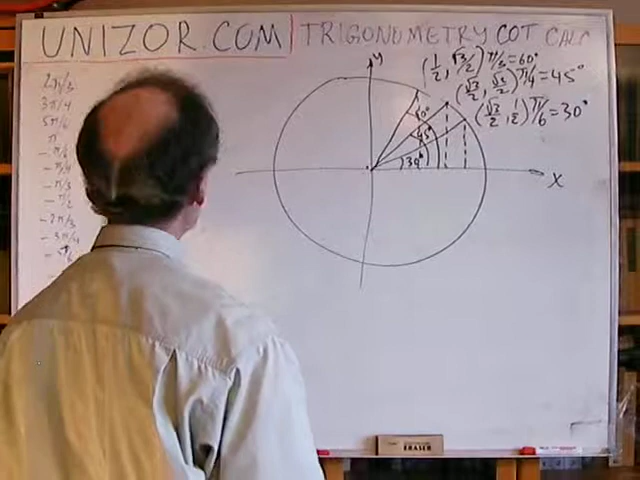 UNIZOR.COM | TRIGONOMETRY COT CALC
y
(1/2, √3/2) π/3 = 60°
(√2/2, √2/2) π/4 = 45°
(√3/2, 1/2) π/6 = 30°
60°
45°
30°
X
2π/3
3π/4
5π/6
π
-π/6
-π/4
-π/3
-π/2
-2π/3
-3π/4
ERASER